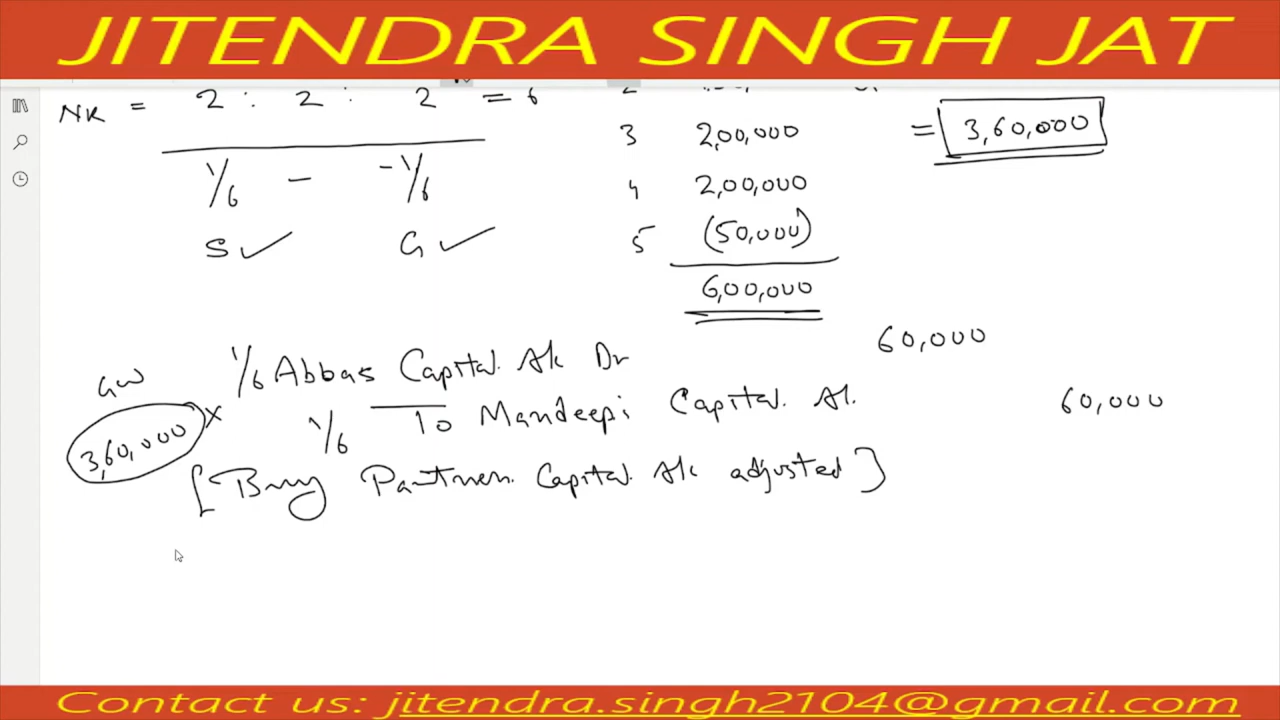 JITENDRA SINGH JAT
NR = 2 : 2 : 2 = 6
1/6 - -1/6
S ✓ G ✓
3 2,00,000
4 2,00,000
5 (50,000)
6,00,000
= 3,60,000
1/6 Abbas Capital A/c Dr 60,000
GW
3,60,000 × 1/6 To Mandeepi Capital A/c. 60,000
[Being Partner Capital A/c adjusted]
Contact us: jitendra.singh2104@gmail.com